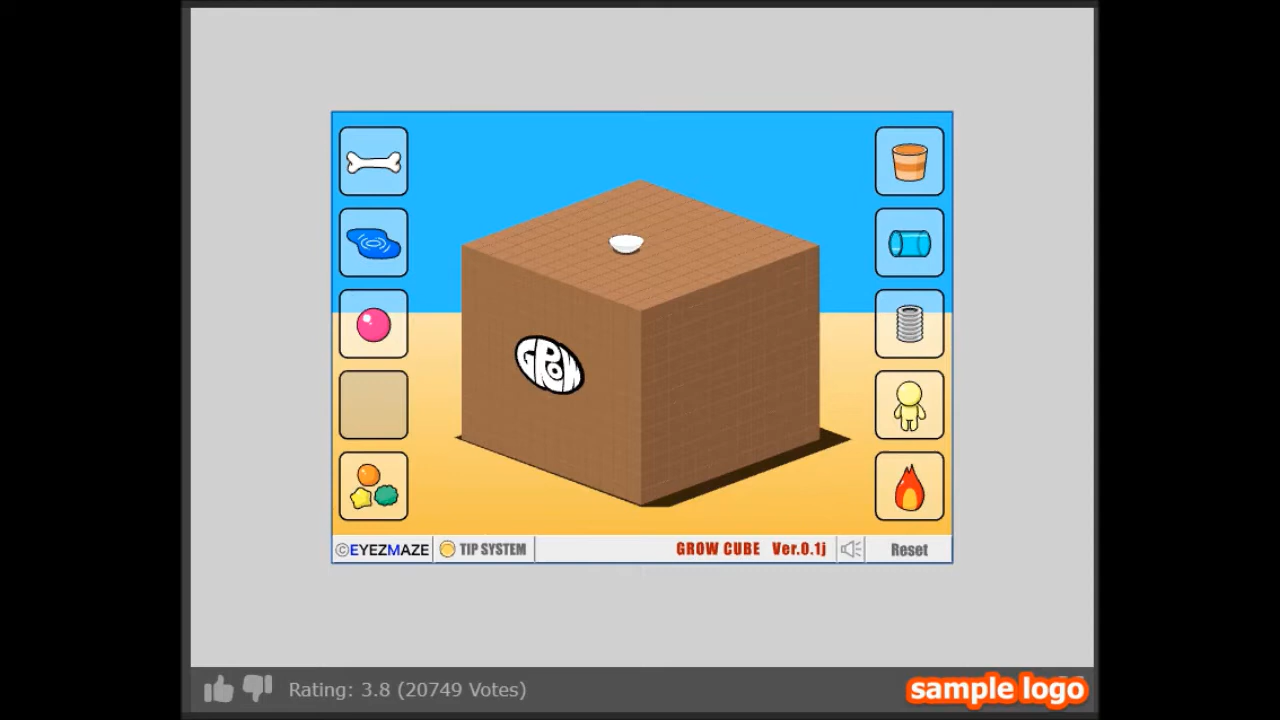 GROW
©EYEZMAZE
TIP SYSTEM
GROW CUBE Ver.0.1j
Reset
Rating: 3.8 (20749 Votes)
sample logo